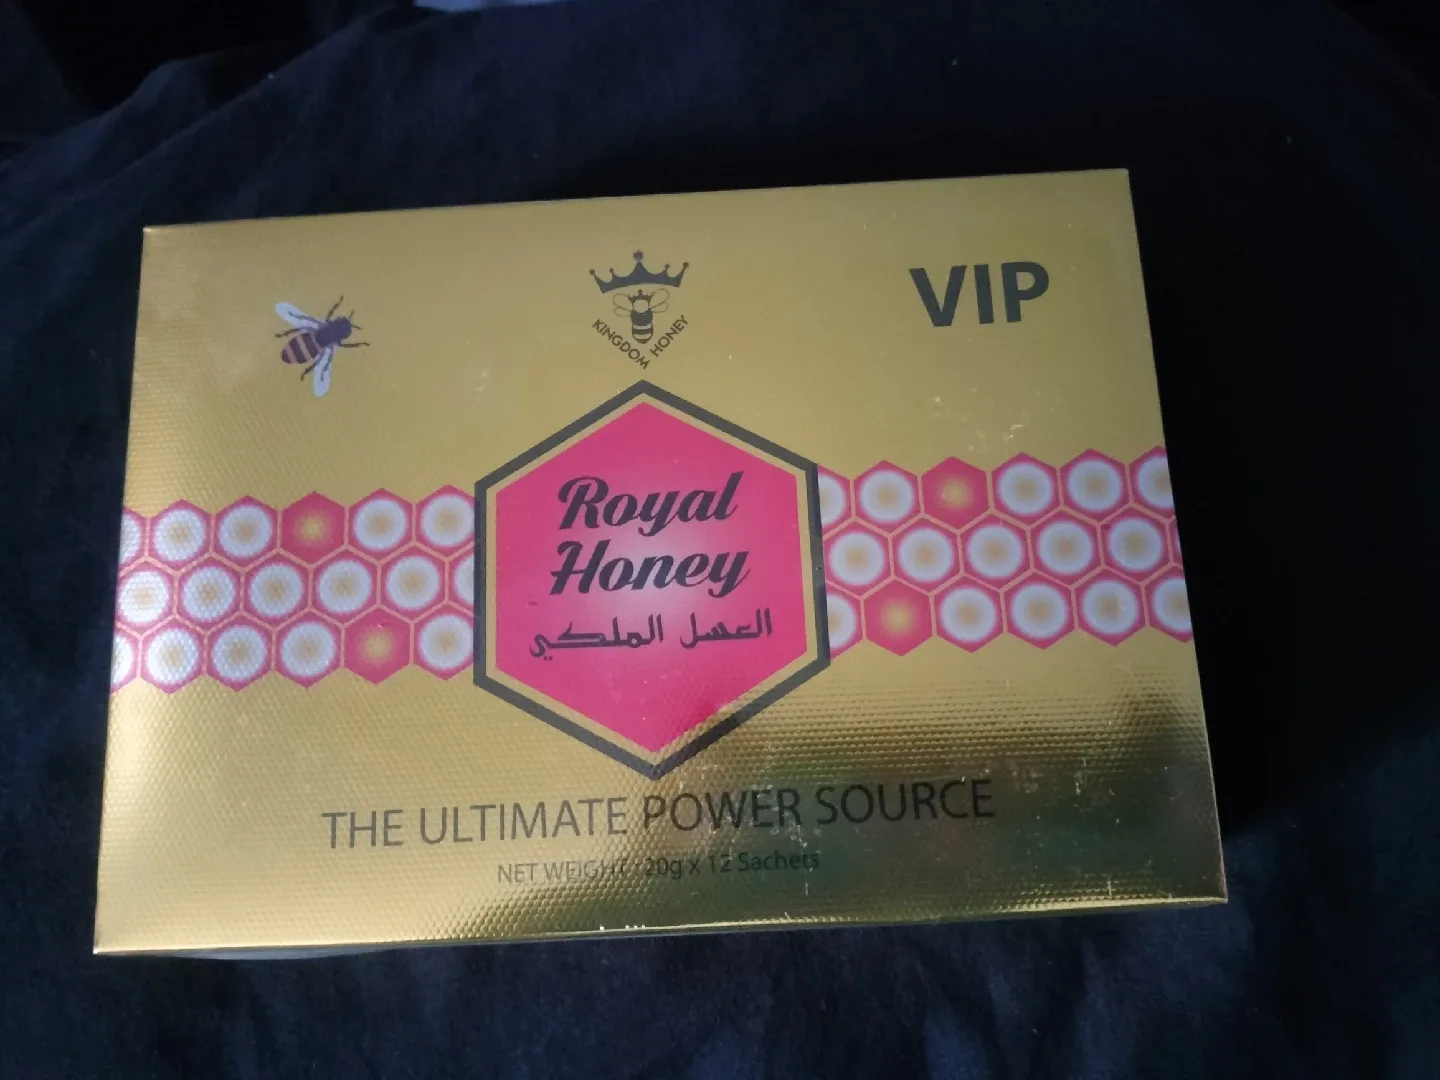 KINGDOM HONEY
VIP
Royal
Honey
العسل الملكي
THE ULTIMATE POWER SOURCE
NET WEIGHT : 20g x 12 Sachets